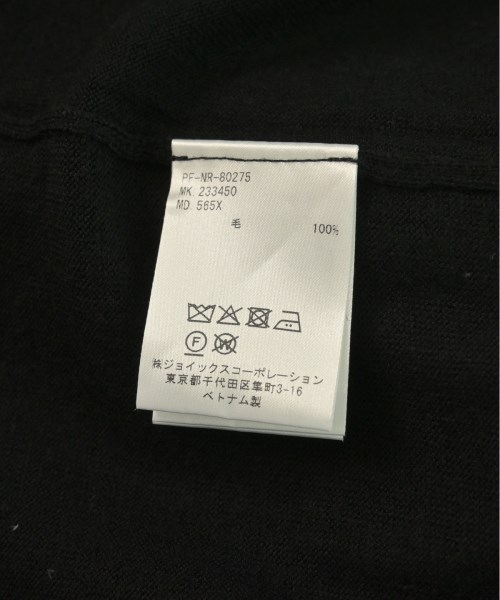 PF-NR-80275
MK.233450
MD.565X
毛 100%
F W
㈱ジョイックスコーポレーション
東京都千代田区隼町3-16
ベトナム製